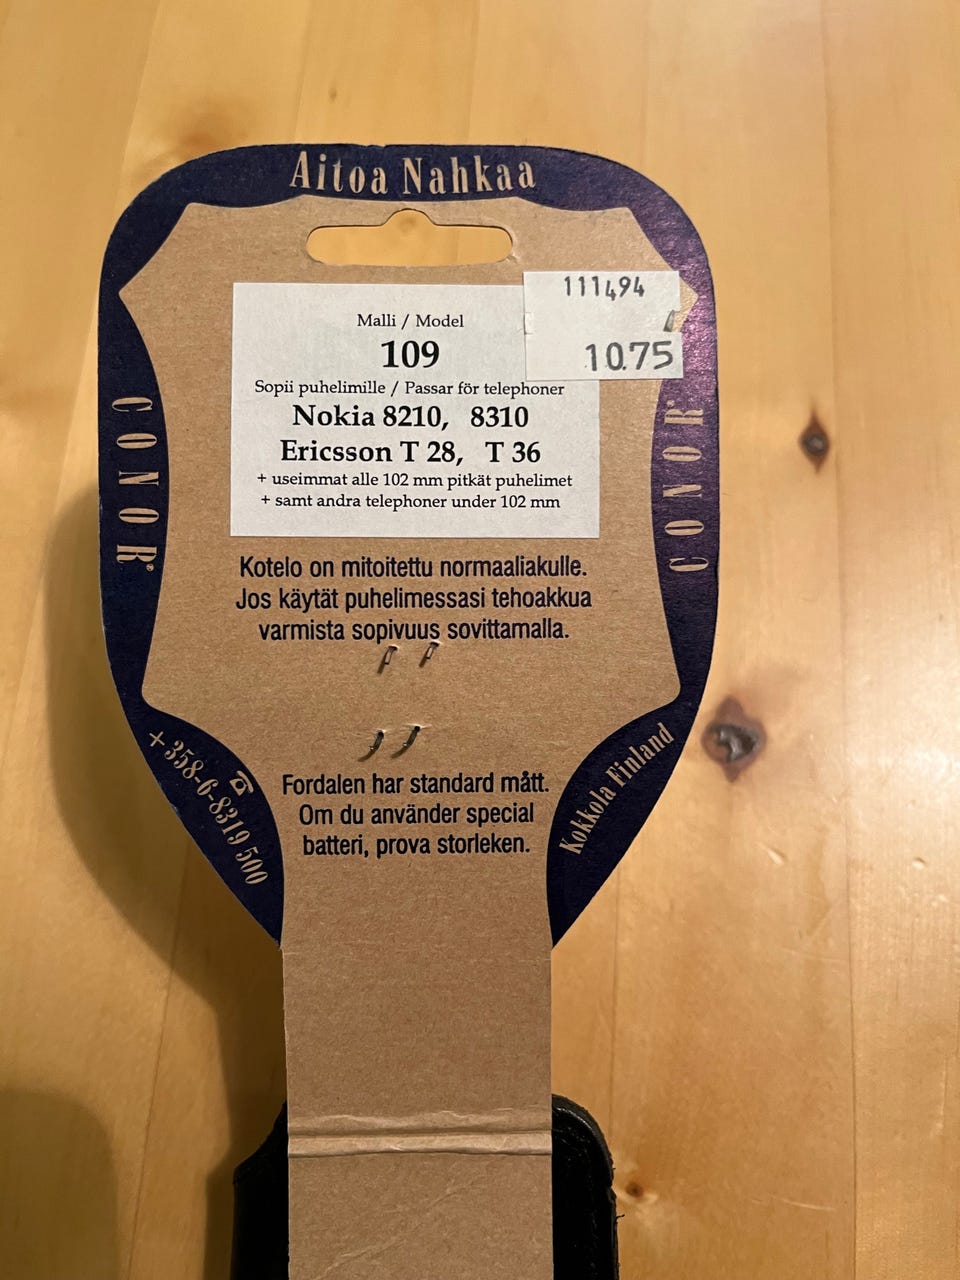 Aitoa Nahkaa
111494
10.75
Malli / Model
109
Sopii puhelimille / Passar för telephoner
Nokia 8210, 8310
Ericsson T 28, T 36
+ useimmat alle 102 mm pitkät puhelimet
+ samt andra telephoner under 102 mm
CONOR®
CONOR®
Kotelo on mitoitettu normaaliakulle.
Jos käytät puhelimessasi tehoakkua
varmista sopivuus sovittamalla.
Fordalen har standard mått.
Om du använder special
batteri, prova storleken.
+358-6-8319 500
Kokkola Finland